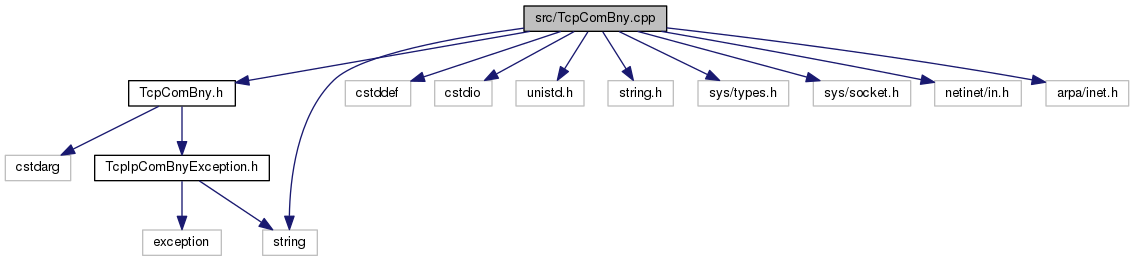 src/TcpComBny.cpp
TcpComBny.h
cstddef
cstdio
unistd.h
string.h
sys/types.h
sys/socket.h
netinet/in.h
arpa/inet.h
cstdarg
TcpIpComBnyException.h
exception
string